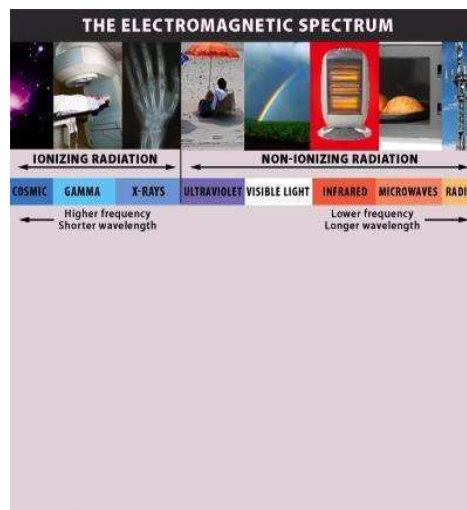 THE ELECTROMAGNETIC SPECTRUM
IONIZING RADIATION NON-IONIZING RADIATION
COSMIC GAMMA X-RAYS ULTRAVIOLET VISIBLE LIGHT INFRARED MICROWAVES RADI
Higher frequency Lower frequency
Shorter wavelength Longer wavelength